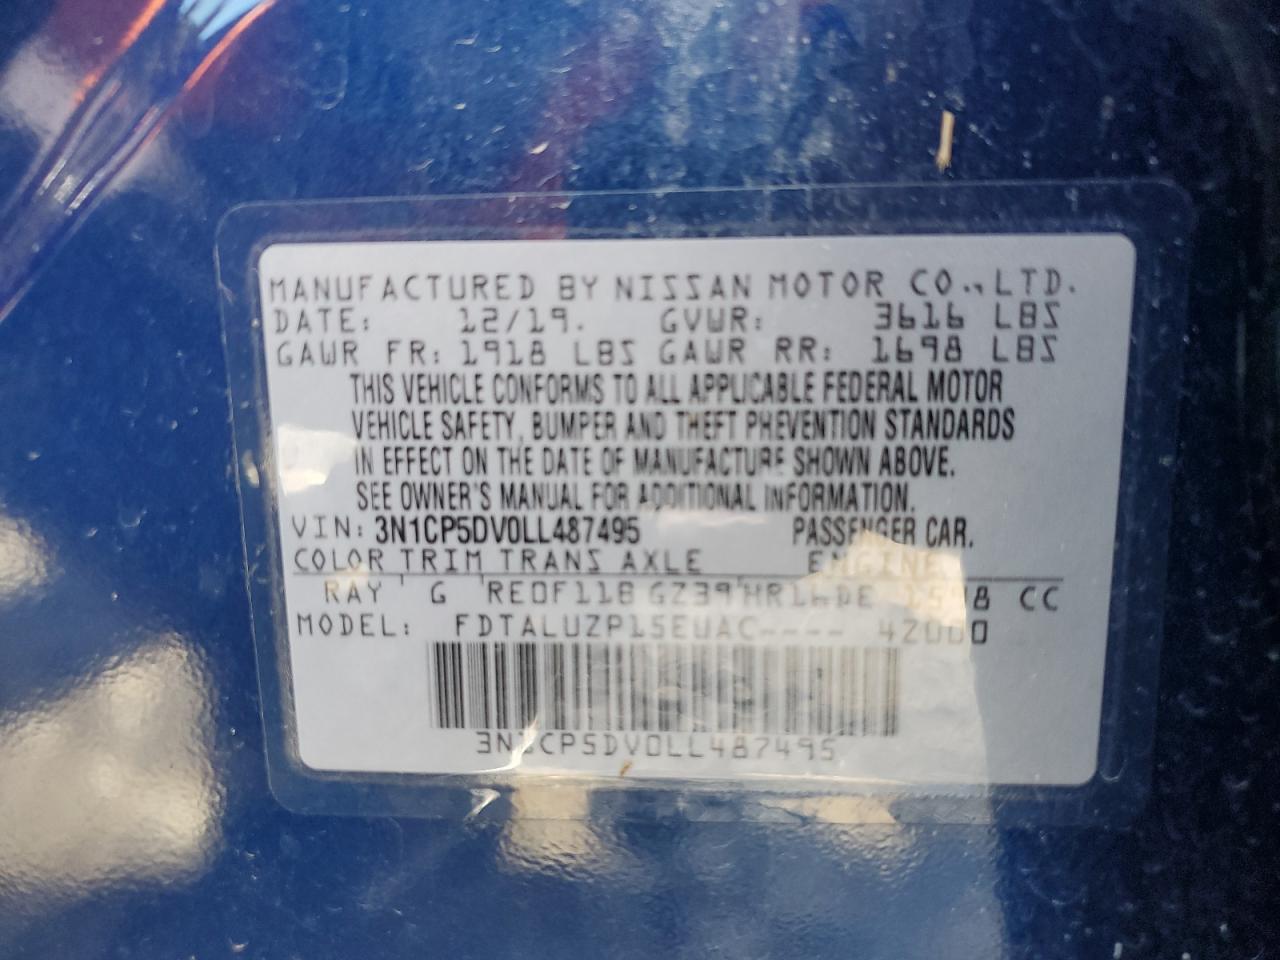 MANUFACTURED BY NISSAN MOTOR CO., LTD.
DATE: 12/19. GVWR: 3616 LBS
GAWR FR: 1918 LBS GAWR RR: 1698 LBS
THIS VEHICLE CONFORMS TO ALL APPLICABLE FEDERAL MOTOR
VEHICLE SAFETY, BUMPER AND THEFT PREVENTION STANDARDS
IN EFFECT ON THE DATE OF MANUFACTURE SHOWN ABOVE.
SEE OWNER'S MANUAL FOR ADDITIONAL INFORMATION.
VIN: 3N1CP5DV0LL487495 PASSENGER CAR.
COLOR TRIM TRANS AXLE ENGINE
RAY G RE0F11B GZ39 HR16DE 1598 CC
MODEL: FDTALUZP15EUAC---- 42000
3N1CP5DV0LL487495